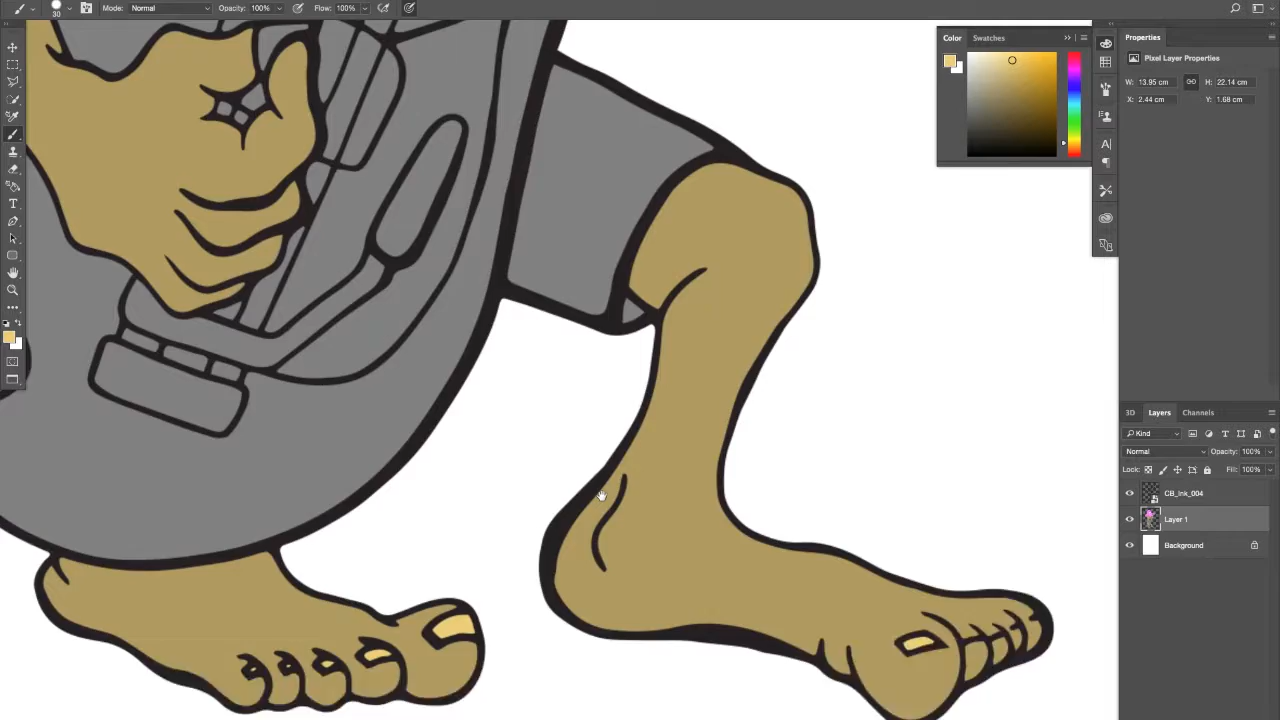 30
Mode: Normal
Opacity: 100%
Flow: 100%
Color
Swatches
Properties
Pixel Layer Properties
W: 13.95 cm
H: 22.14 cm
X: 2.44 cm
Y: 1.68 cm
3D
Layers
Channels
Kind
Normal
Opacity: 100%
Lock:
Fill: 100%
CB_Ink_004
Layer 1
Background